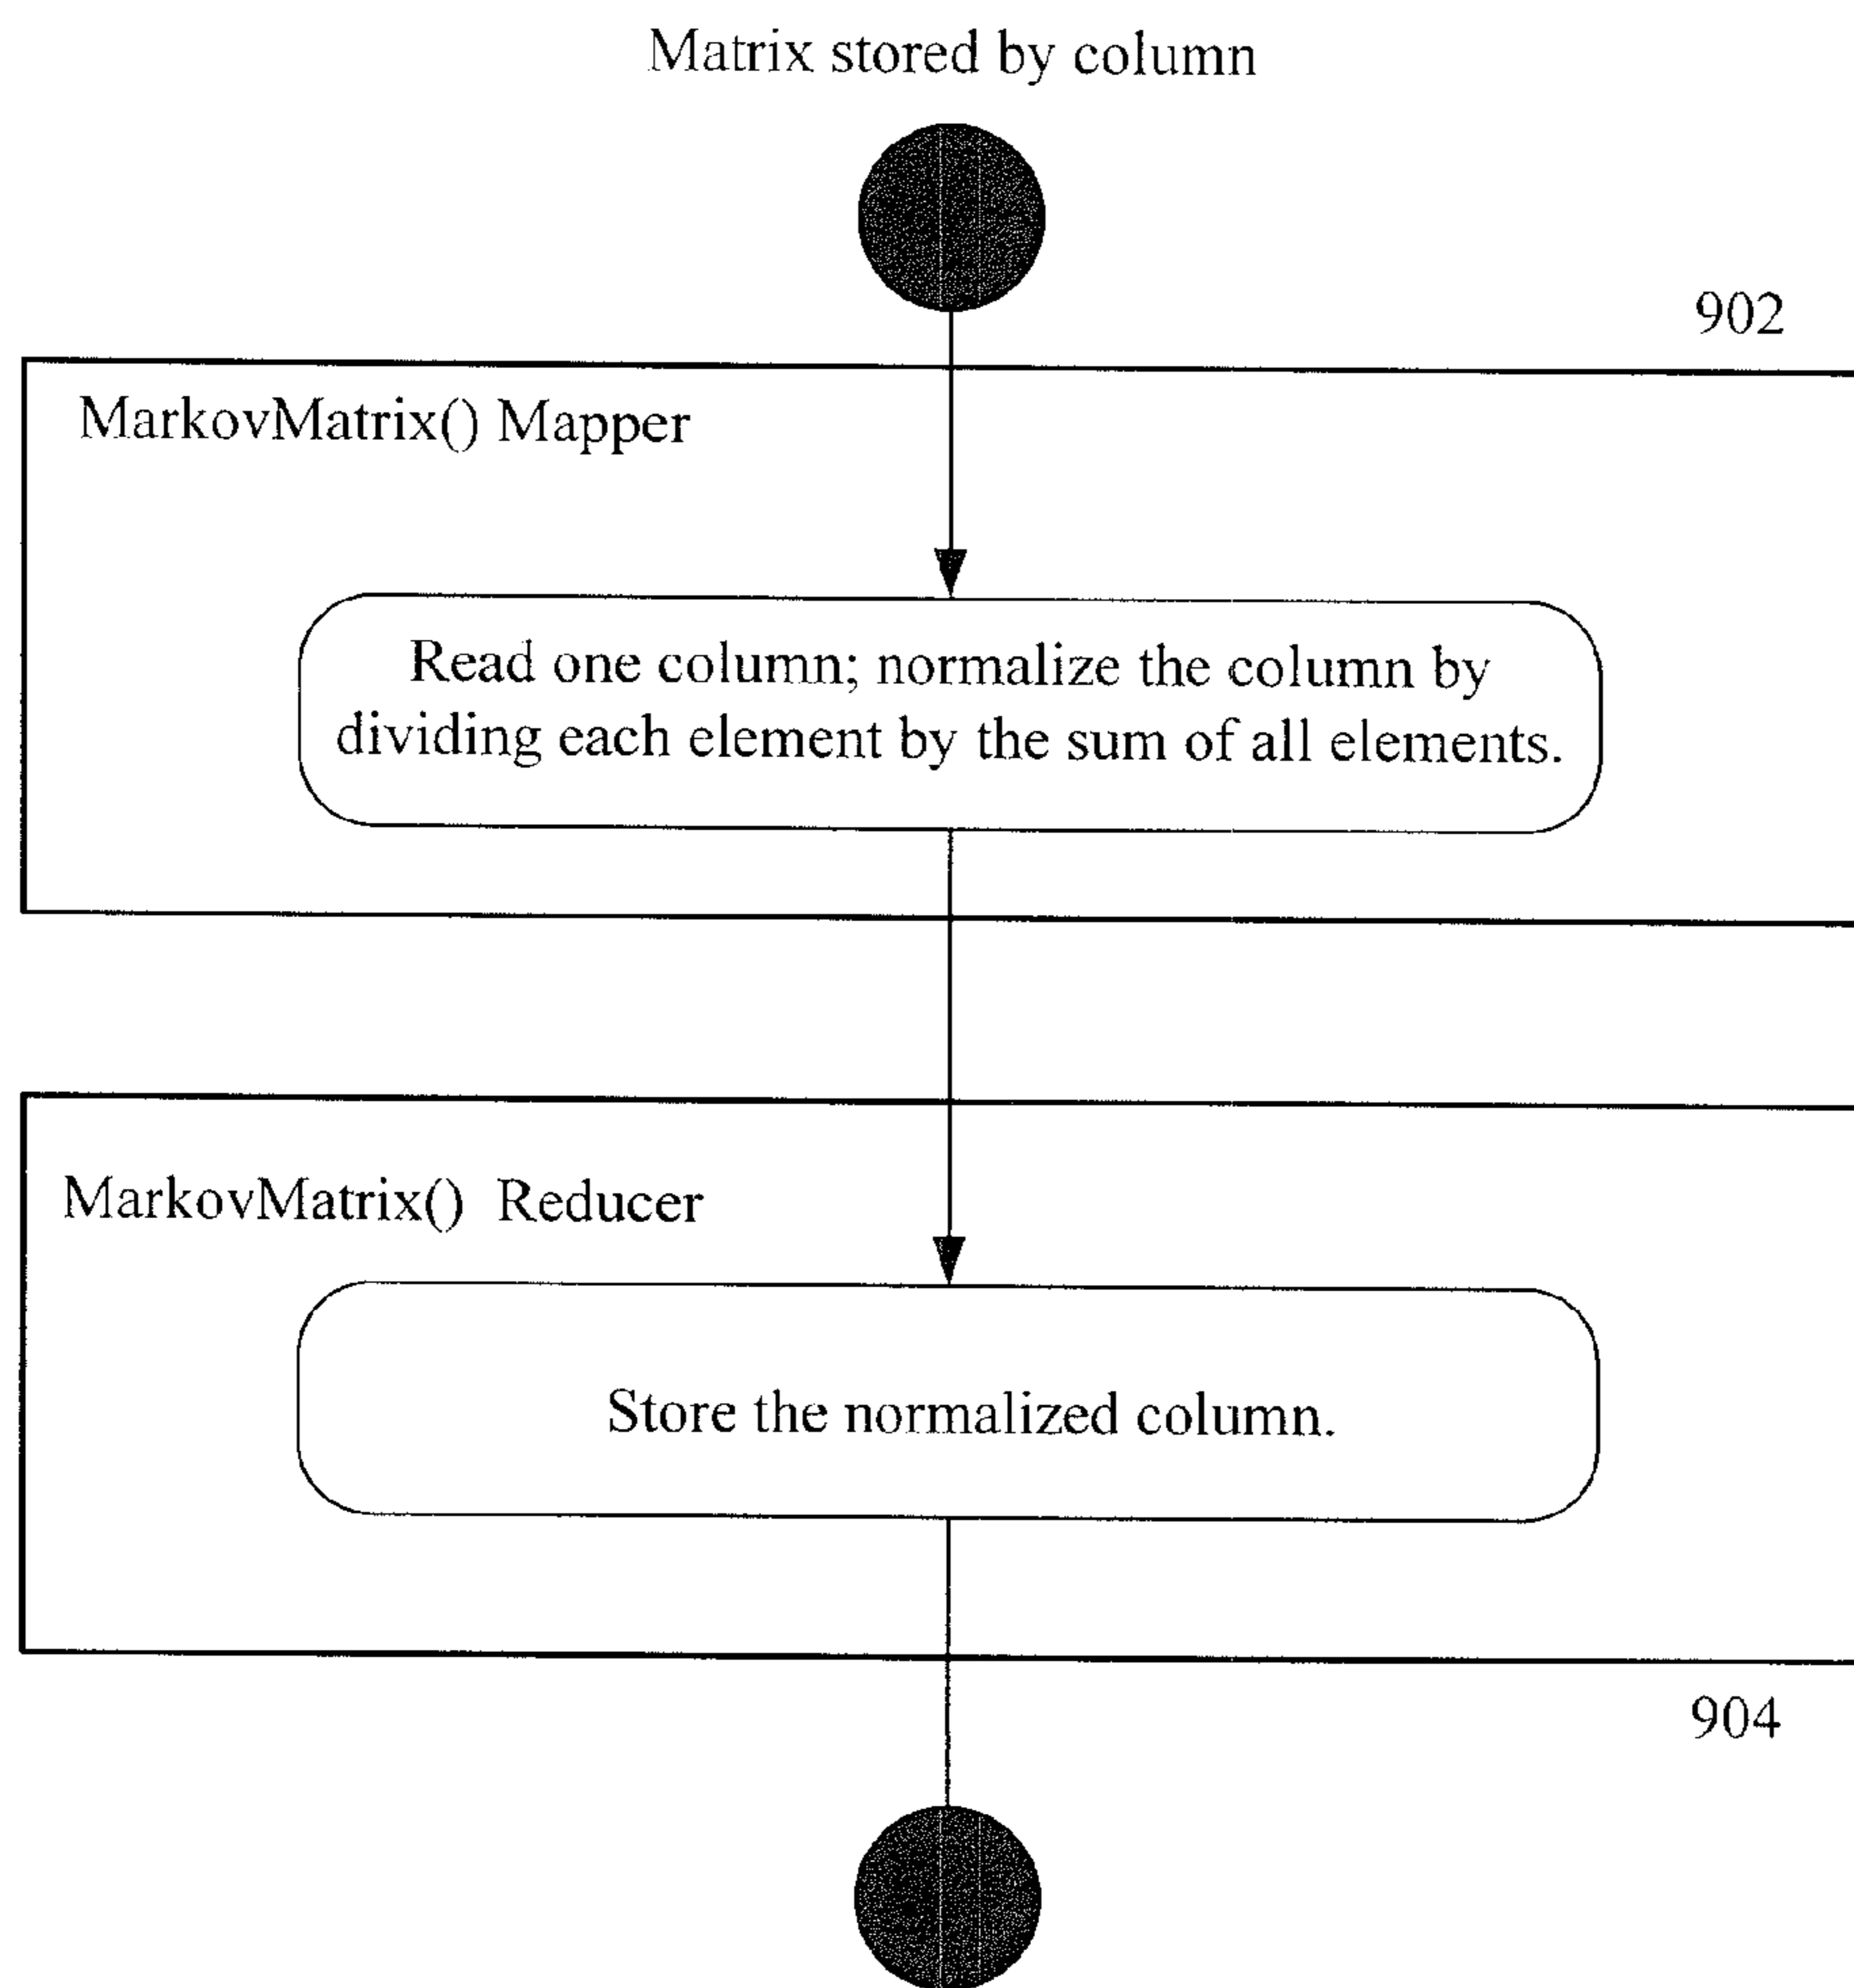 Matrix stored by column
902
MarkovMatrix() Mapper
Read one column; normalize the column by
dividing each element by the sum of all elements.
MarkovMatrix() Reducer
Store the normalized column.
904